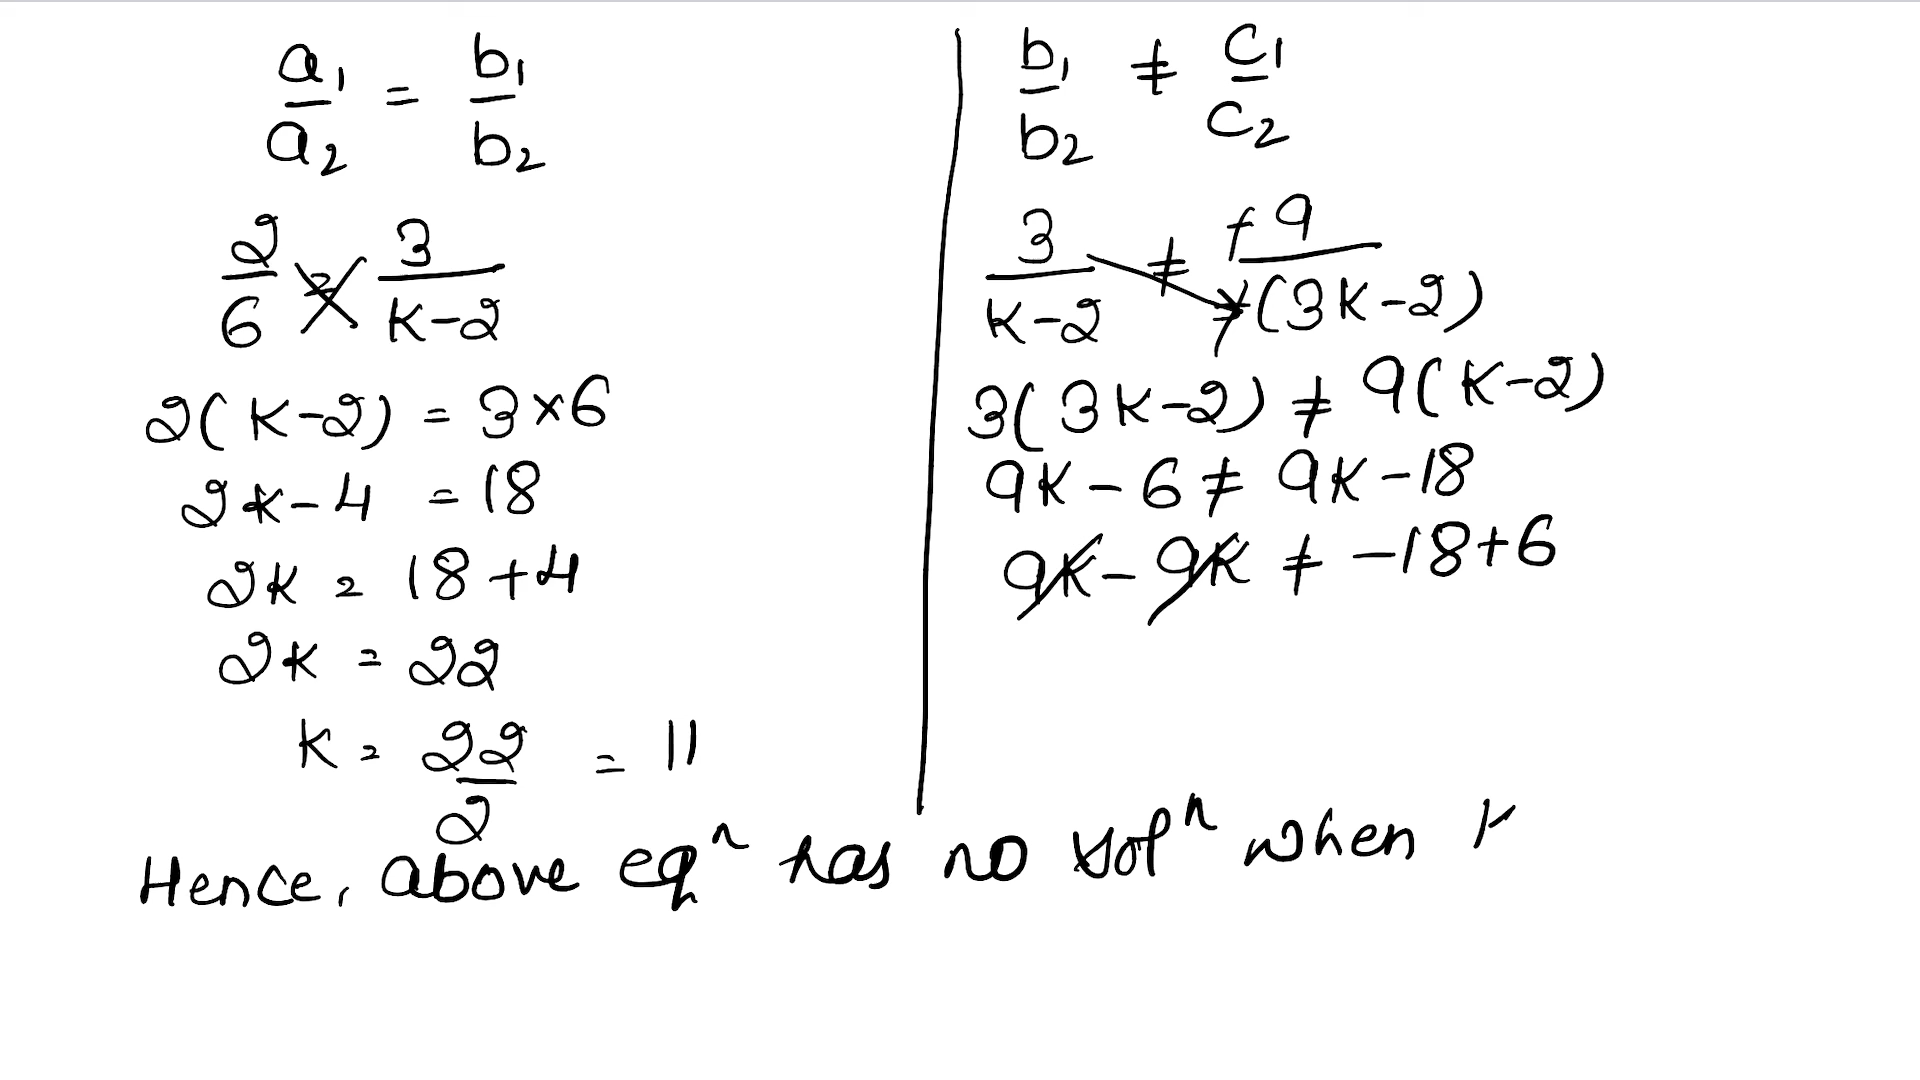 a₁/a₂ = b₁/b₂
2/6 = 3/(K-2)
2(K-2) = 3×6
2K-4 = 18
2K = 18+4
2K = 22
K = 22/2 = 11
b₁/b₂ ≠ c₁/c₂
3/(K-2) ≠ +9/+(3K-2)
3(3K-2) ≠ 9(K-2)
9K-6 ≠ 9K-18
9K-9K ≠ -18+6
Hence, above eqⁿ has no solⁿ when